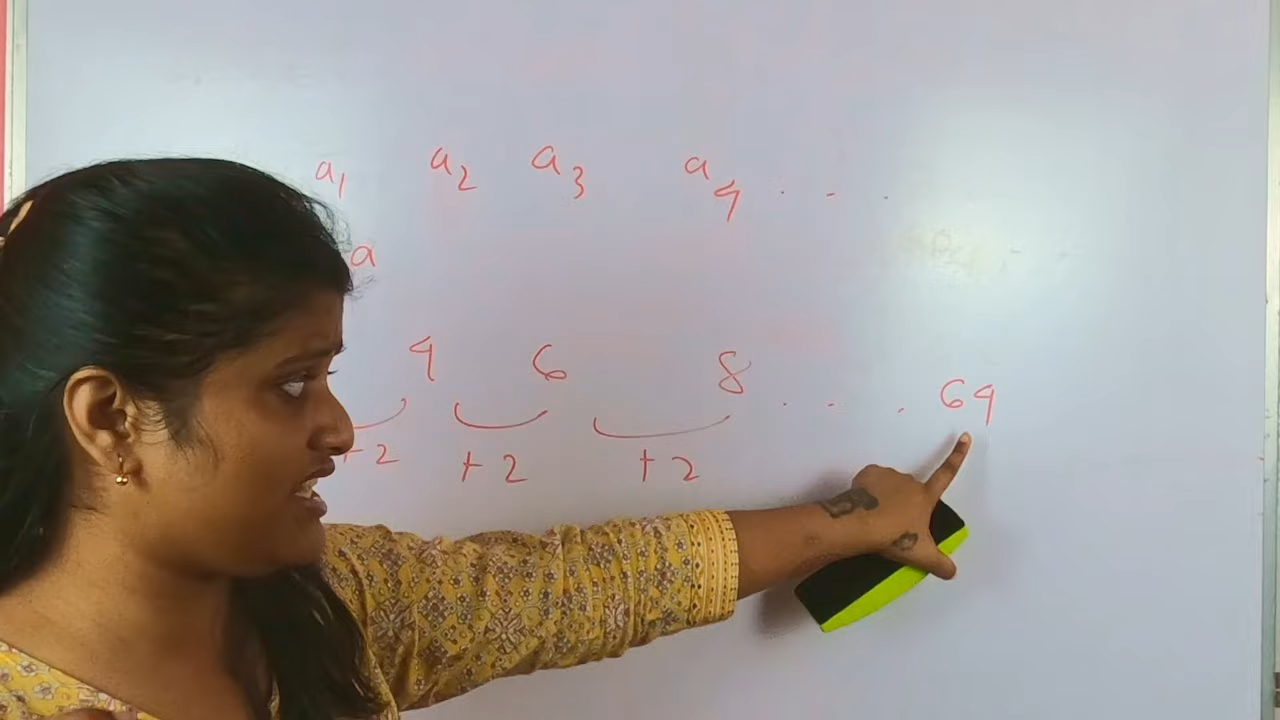 a₁ a₂ a₃ a₄ . . .
a
4 6 8 . . . 64
+2 +2 +2